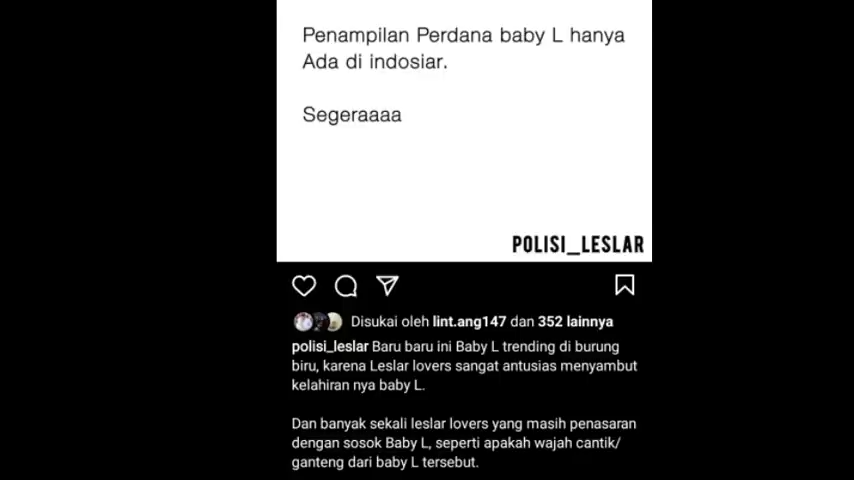 Penampilan Perdana baby L hanya
Ada di indosiar.
Segeraaaa
POLISI_LESLAR
Disukai oleh lint.ang147 dan 352 lainnya
polisi_leslar Baru baru ini Baby L trending di burung
biru, karena Leslar lovers sangat antusias menyambut
kelahiran nya baby L.
Dan banyak sekali leslar lovers yang masih penasaran
dengan sosok Baby L, seperti apakah wajah cantik/
ganteng dari baby L tersebut.